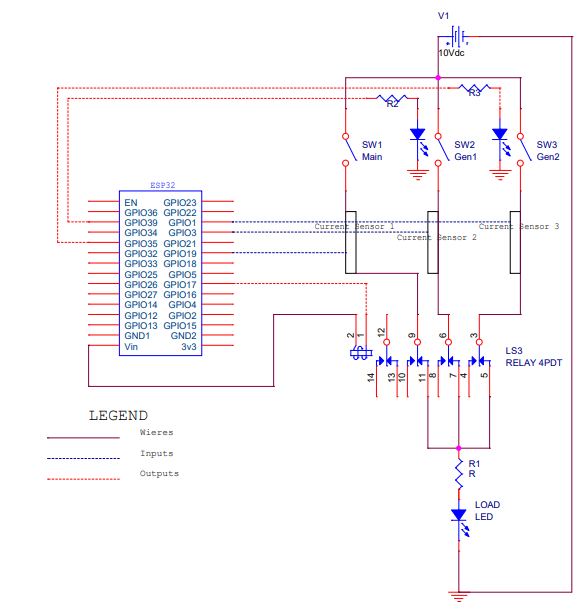 V1
10Vdc
R2
R3
SW1
Main
SW2
Gen1
SW3
Gen2
ESP32
EN GPIO23
GPIO36 GPIO22
GPIO39 GPIO1
GPIO34 GPIO3
GPIO35 GPIO21
GPIO32 GPIO19
GPIO33 GPIO18
GPIO25 GPIO5
GPIO26 GPIO17
GPIO27 GPIO16
GPIO14 GPIO4
GPIO12 GPIO2
GPIO13 GPIO15
GND1 GND2
Vin 3v3
Current Sensor 1
Current Sensor 2
Current Sensor 3
2 1 12 9 6 3
LS3
RELAY 4PDT
14 13 10 11 8 7 4 5
LEGEND
Wieres
Inputs
Outputs
R1
R
LOAD
LED